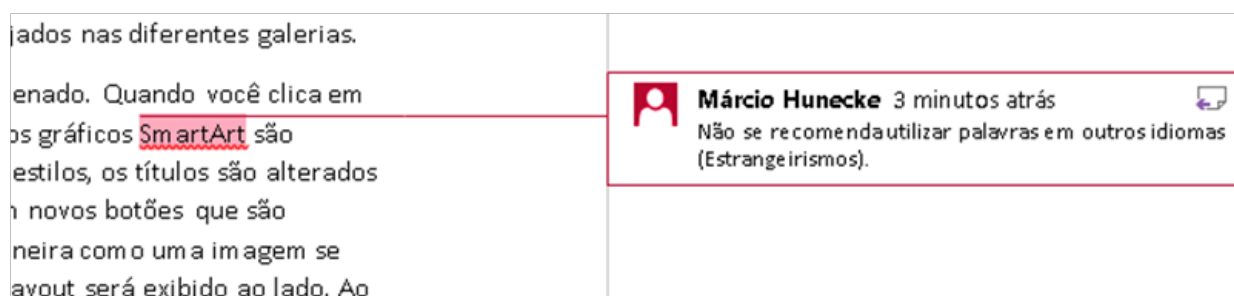 jados nas diferentes galerias.
enado. Quando você clica em
os gráficos SmartArt são
estilos, os títulos são alterados
novos botões que são
neira como uma imagem se
ayout será exibido ao lado. Ao
Márcio Hunecke 3 minutos atrás
Não se recomenda utilizar palavras em outros idiomas
(Estrangeirismos).